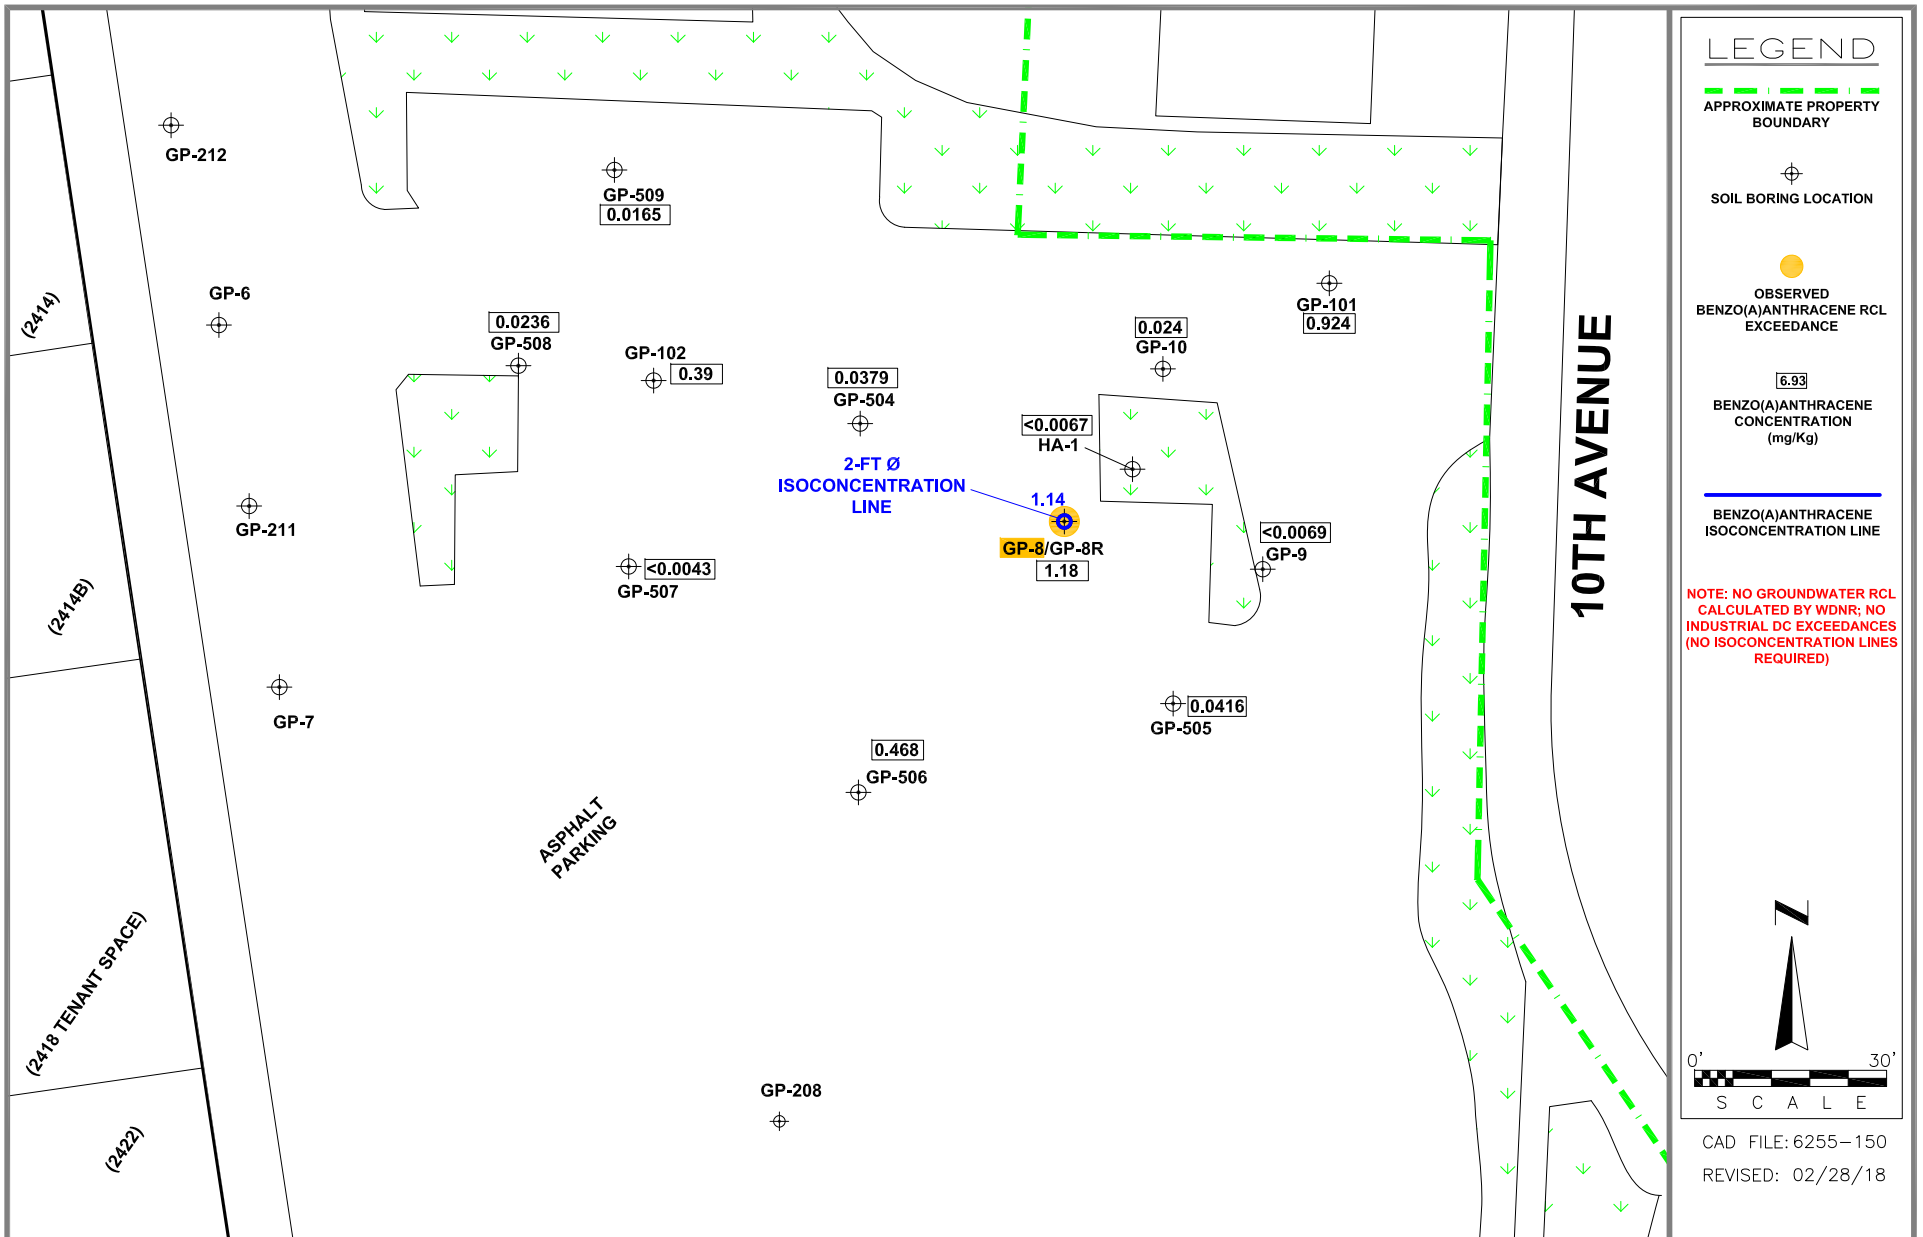 GP-212
GP-509
0.0165
GP-6
(2414)
0.0236
GP-508
GP-102
0.39
0.0379
GP-504
0.024
GP-10
GP-101
0.924
<0.0067
HA-1
2-FT Ø
ISOCONCENTRATION
LINE
1.14
GP-8/GP-8R
1.18
<0.0069
GP-9
GP-211
<0.0043
GP-507
(2414B)
GP-7
0.0416
GP-505
0.468
GP-506
ASPHALT
PARKING
(2418 TENANT SPACE)
GP-208
(2422)
10TH AVENUE
LEGEND
APPROXIMATE PROPERTY
BOUNDARY
SOIL BORING LOCATION
OBSERVED
BENZO(A)ANTHRACENE RCL
EXCEEDANCE
6.93
BENZO(A)ANTHRACENE
CONCENTRATION
(mg/Kg)
BENZO(A)ANTHRACENE
ISOCONCENTRATION LINE
NOTE: NO GROUNDWATER RCL
CALCULATED BY WDNR; NO
INDUSTRIAL DC EXCEEDANCES
(NO ISOCONCENTRATION LINES
REQUIRED)
N
0' 30'
SCALE
CAD FILE: 6255-150
REVISED: 02/28/18